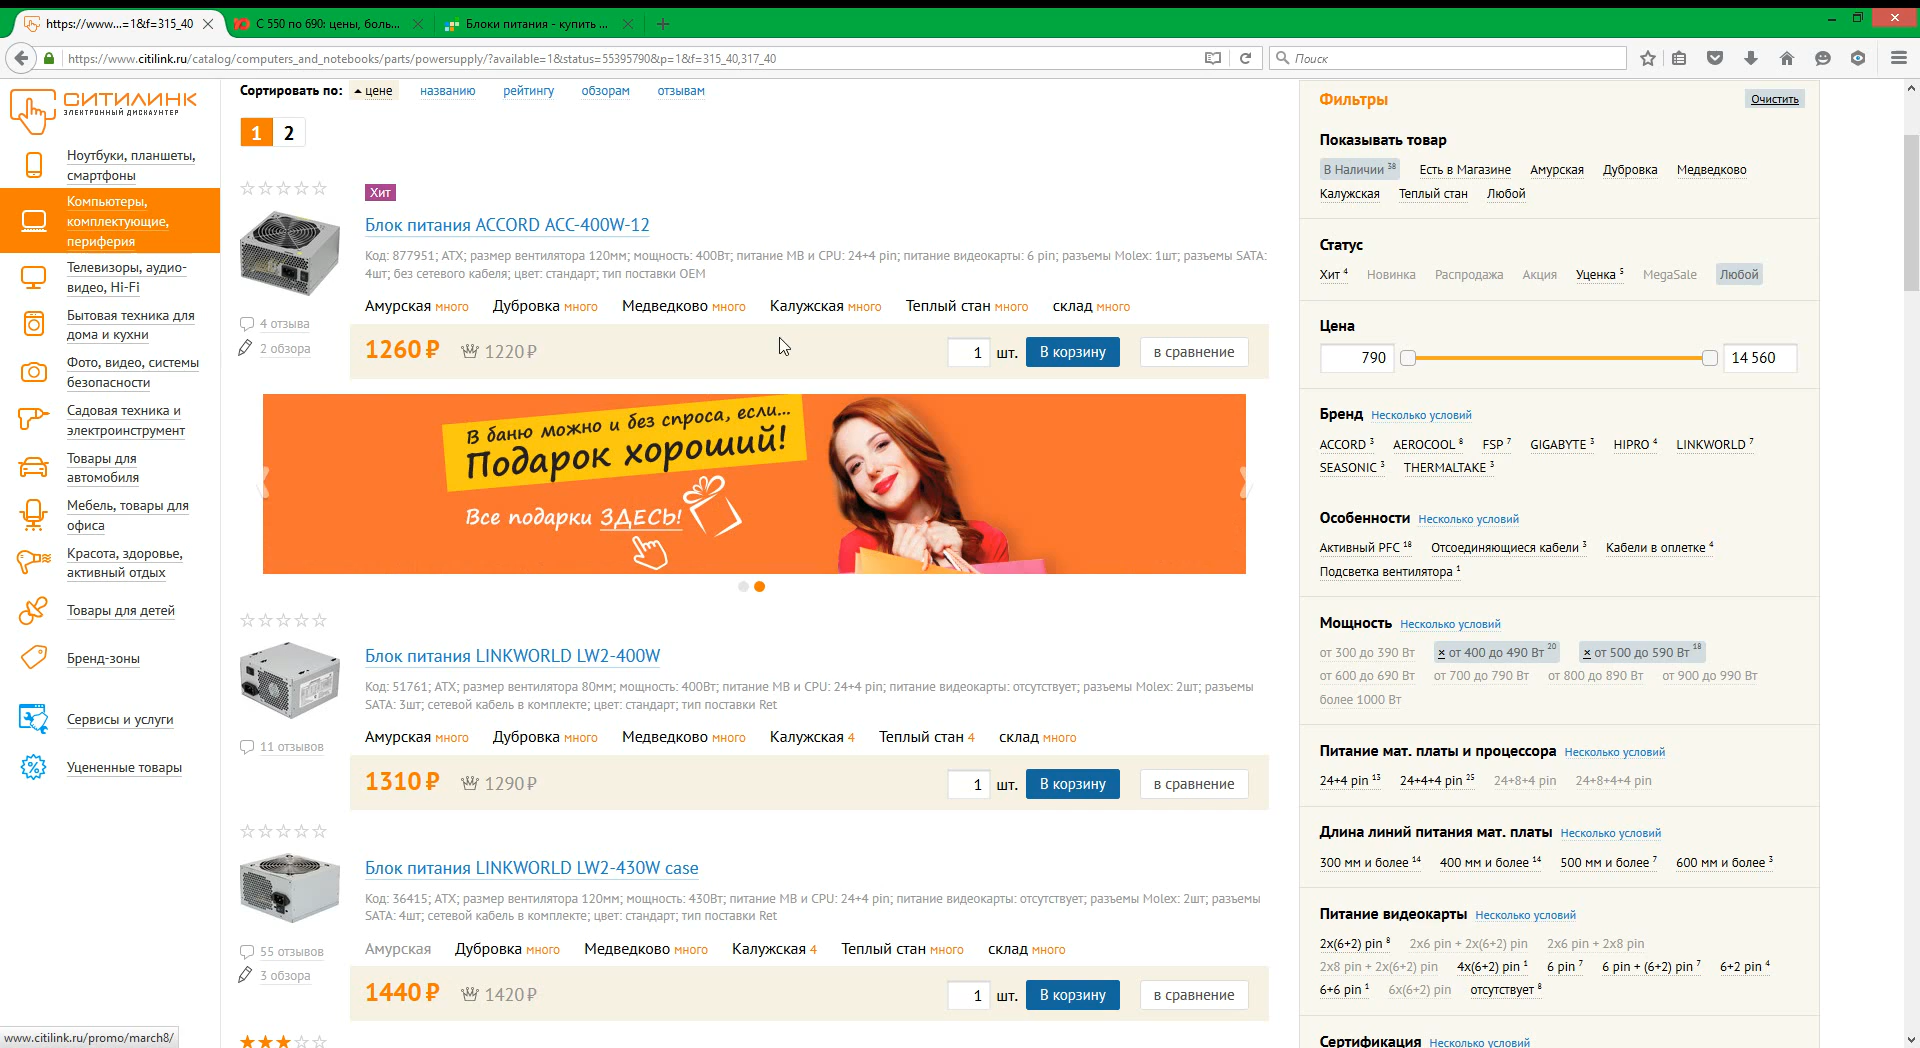 https://www...=1&f=315_40
С 550 по 690: цены, боль...
Блоки питания - купить ...
https://www.citilink.ru/catalog/computers_and_notebooks/parts/powersupply/?available=1&status=55395790&p=1&f=315_40,317_40
Поиск
СИТИЛИНК
ЭЛЕКТРОННЫЙ ДИСКАУНТЕР
Ноутбуки, планшеты,
смартфоны
Компьютеры,
комплектующие,
периферия
Телевизоры, аудио-
видео, Hi-Fi
Бытовая техника для
дома и кухни
Фото, видео, системы
безопасности
Садовая техника и
электроинструмент
Товары для
автомобиля
Мебель, товары для
офиса
Красота, здоровье,
активный отдых
Товары для детей
Бренд-зоны
Сервисы и услуги
Уцененные товары
www.citilink.ru/promo/march8/
Сортировать по: цене названию рейтингу обзорам отзывам
1 2
Хит
Блок питания ACCORD ACC-400W-12
Код: 877951; ATX; размер вентилятора 120мм; мощность: 400Вт; питание MB и CPU: 24+4 pin; питание видеокарты: 6 pin; разъемы Molex: 1шт; разъемы SATA:
4шт; без сетевого кабеля; цвет: стандарт; тип поставки OEM
Амурская много Дубровка много Медведково много Калужская много Теплый стан много склад много
4 отзыва
2 обзора
1260 ₽ 1220 ₽ 1 шт. В корзину в сравнение
В баню можно и без спроса, если...
Подарок хороший!
Все подарки ЗДЕСЬ!
Блок питания LINKWORLD LW2-400W
Код: 51761; ATX; размер вентилятора 80мм; мощность: 400Вт; питание MB и CPU: 24+4 pin; питание видеокарты: отсутствует; разъемы Molex: 2шт; разъемы
SATA: 3шт; сетевой кабель в комплекте; цвет: стандарт; тип поставки Ret
Амурская много Дубровка много Медведково много Калужская 4 Теплый стан 4 склад много
11 отзывов
1310 ₽ 1290 ₽ 1 шт. В корзину в сравнение
Блок питания LINKWORLD LW2-430W case
Код: 36415; ATX; размер вентилятора 120мм; мощность: 430Вт; питание MB и CPU: 24+4 pin; питание видеокарты: отсутствует; разъемы Molex: 2шт; разъемы
SATA: 4шт; сетевой кабель в комплекте; цвет: стандарт; тип поставки Ret
Амурская Дубровка много Медведково много Калужская 4 Теплый стан много склад много
55 отзывов
3 обзора
1440 ₽ 1420 ₽ 1 шт. В корзину в сравнение
Фильтры Очистить
Показывать товар
В Наличии 38 Есть в Магазине Амурская Дубровка Медведково
Калужская Теплый стан Любой
Статус
Хит 4 Новинка Распродажа Акция Уценка 5 MegaSale Любой
Цена
790 14 560
Бренд Несколько условий
ACCORD 3 AEROCOOL 8 FSP 7 GIGABYTE 3 HIPRO 4 LINKWORLD 7
SEASONIC 3 THERMALTAKE 3
Особенности Несколько условий
Активный PFC 18 Отсоединяющиеся кабели 3 Кабели в оплетке 4
Подсветка вентилятора 1
Мощность Несколько условий
от 300 до 390 Вт × от 400 до 490 Вт 20 × от 500 до 590 Вт 18
от 600 до 690 Вт от 700 до 790 Вт от 800 до 890 Вт от 900 до 990 Вт
более 1000 Вт
Питание мат. платы и процессора Несколько условий
24+4 pin 13 24+4+4 pin 25 24+8+4 pin 24+8+4+4 pin
Длина линий питания мат. платы Несколько условий
300 мм и более 14 400 мм и более 14 500 мм и более 7 600 мм и более 3
Питание видеокарты Несколько условий
2x(6+2) pin 8 2x6 pin + 2x(6+2) pin 2x6 pin + 2x8 pin
2x8 pin + 2x(6+2) pin 4x(6+2) pin 1 6 pin 7 6 pin + (6+2) pin 7 6+2 pin 4
6+6 pin 1 6x(6+2) pin отсутствует 8
Сертификация Несколько условий